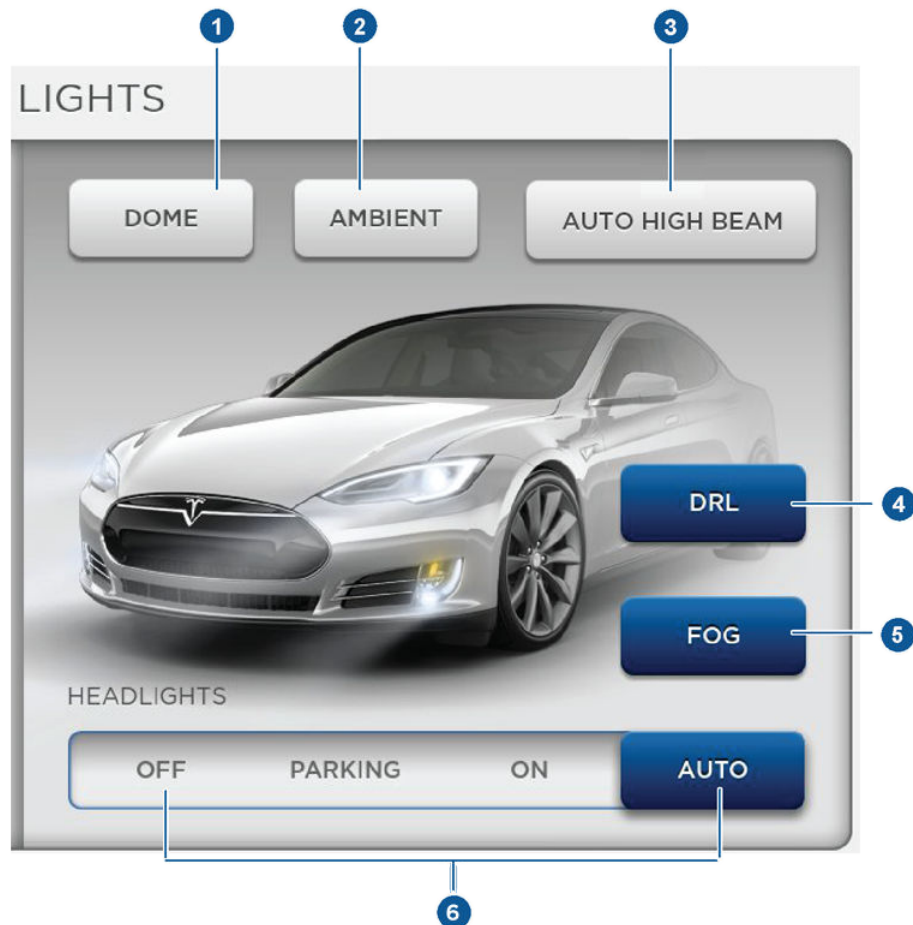 1 2 3
LIGHTS
DOME AMBIENT AUTO HIGH BEAM
DRL 4
FOG 5
HEADLIGHTS
OFF PARKING ON AUTO
6